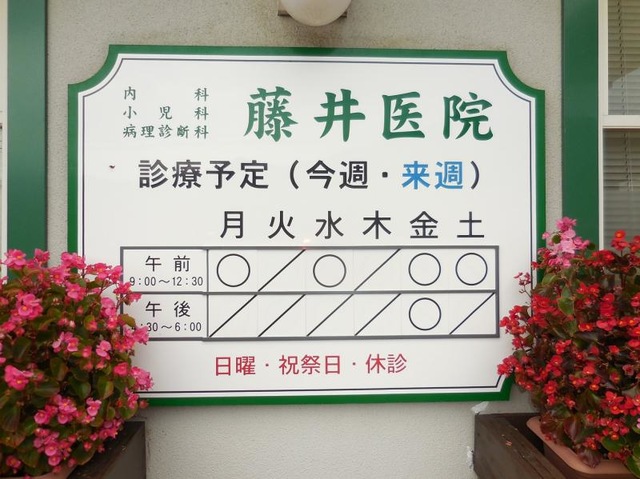 内科
小児科
病理診断科
藤井医院
診療予定（今週・来週）
月 火 水 木 金 土
午前 ○ ／ ○ ／ ○ ○
9:00～12:30
午後 ／ ／ ／ ／ ○ ／
:30～6:00
日曜・祝祭日・休診